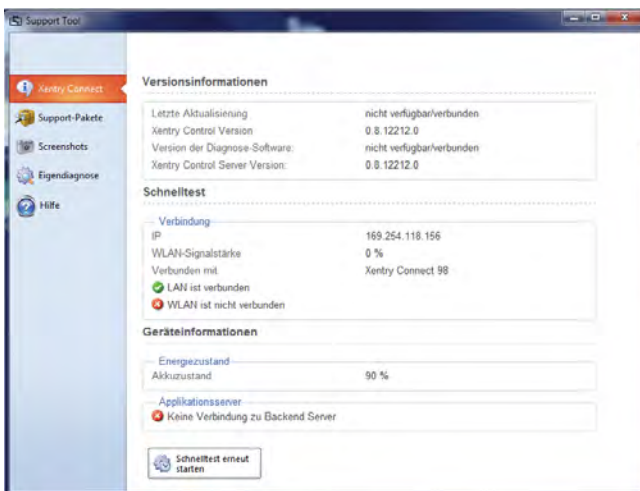 Support Tool
Xentry Connect
Support-Pakete
Screenshots
Eigendiagnose
Hilfe
Versionsinformationen
Letzte Aktualisierung nicht verfügbar/verbunden
Xentry Control Version 0.8.12212.0
Version der Diagnose-Software: nicht verfügbar/verbunden
Xentry Control Server Version: 0.8.12212.0
Schnelltest
Verbindung
IP 169.254.118.156
WLAN-Signalstärke 0 %
Verbunden mit Xentry Connect 98
LAN ist verbunden
WLAN ist nicht verbunden
Geräteinformationen
Energiezustand
Akkuzustand 90 %
Applikationsserver
Keine Verbindung zu Backend Server
Schnelltest erneut
starten